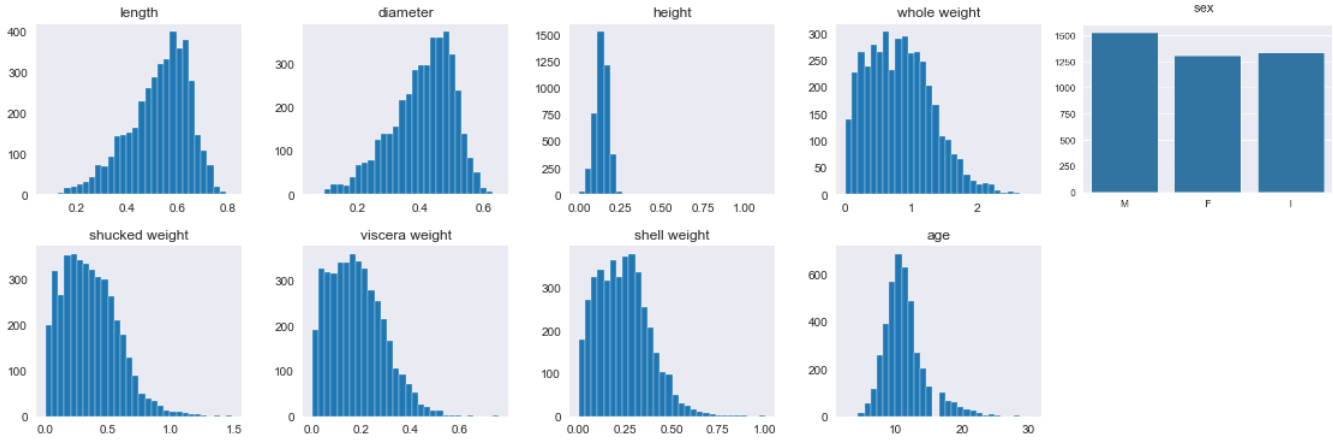 length
400
300
200
100
0
0.2 0.4 0.6 0.8
diameter
300
200
100
0
0.2 0.4 0.6
height
1500
1250
1000
750
500
250
0
0.00 0.25 0.50 0.75 1.00
whole weight
300
250
200
150
100
50
0
0 1 2
sex
1500
1250
1000
750
500
250
0
M F I
shucked weight
300
200
100
0
0.0 0.5 1.0 1.5
viscera weight
300
200
100
0
0.0 0.2 0.4 0.6
shell weight
300
200
100
0
0.00 0.25 0.50 0.75 1.00
age
600
400
200
0
10 20 30